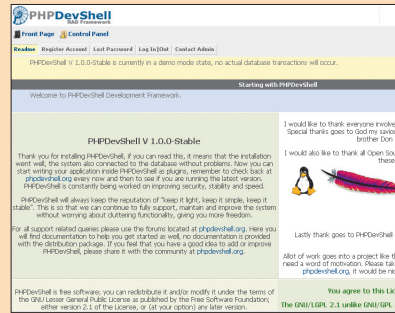 PHPDevShell
RAD Framework
Front Page Control Panel
Readme Register Account Lost Password Log In|Out Contact Admin
PHPDevShell V 1.0.0-Stable is currently in a demo mode state, no actual database transactions will occur.
Starting with PHPDevShell
Welcome to PHPDevShell Development Framework.
PHPDevShell V 1.0.0-Stable
Thank you for installing PHPDevShell, if you can read this, it means that the installation
went well, the system also connected to the database without problems. Now you can
start writing your application inside PHPDevShell as plugins, remember to check back at
phpdevshell.org every now and then to see if you are running the latest version.
PHPDevShell is constantly being worked on improving security, stability and speed.
PHPDevShell will always keep the reputation of "keep it light, keep it simple, keep it
stable". This is so that we can continue to fully support, maintain and improve the system
without worrying about cluttering functionality, giving you more freedom.
For all support related queries please use the forums located at phpdevshell.org. Here you
will find documentation to help you get started as well, no documentation is provided
with the distribution package. If you feel that you have a good idea to add or improve
PHPDevShell, please share it with the community at phpdevshell.org.
PHPDevShell is free software; you can redistribute it and/or modify it under the terms of
the GNU Lesser General Public License as published by the Free Software Foundation;
either version 2.1 of the License, or (at your option) any later version.
I would like to thank everyone involve
Special thanks goes to God my savio
brother Don
I would also like to thank all Open Sou
these
Lastly thank goes to PHPDevShell
Allot of work goes into a project like th
need a word of motivation. Please tak
phpdevshell.org, it would be nic
You agree to this Lic
The GNU/LGPL 2.1 unlike GNU/GPL